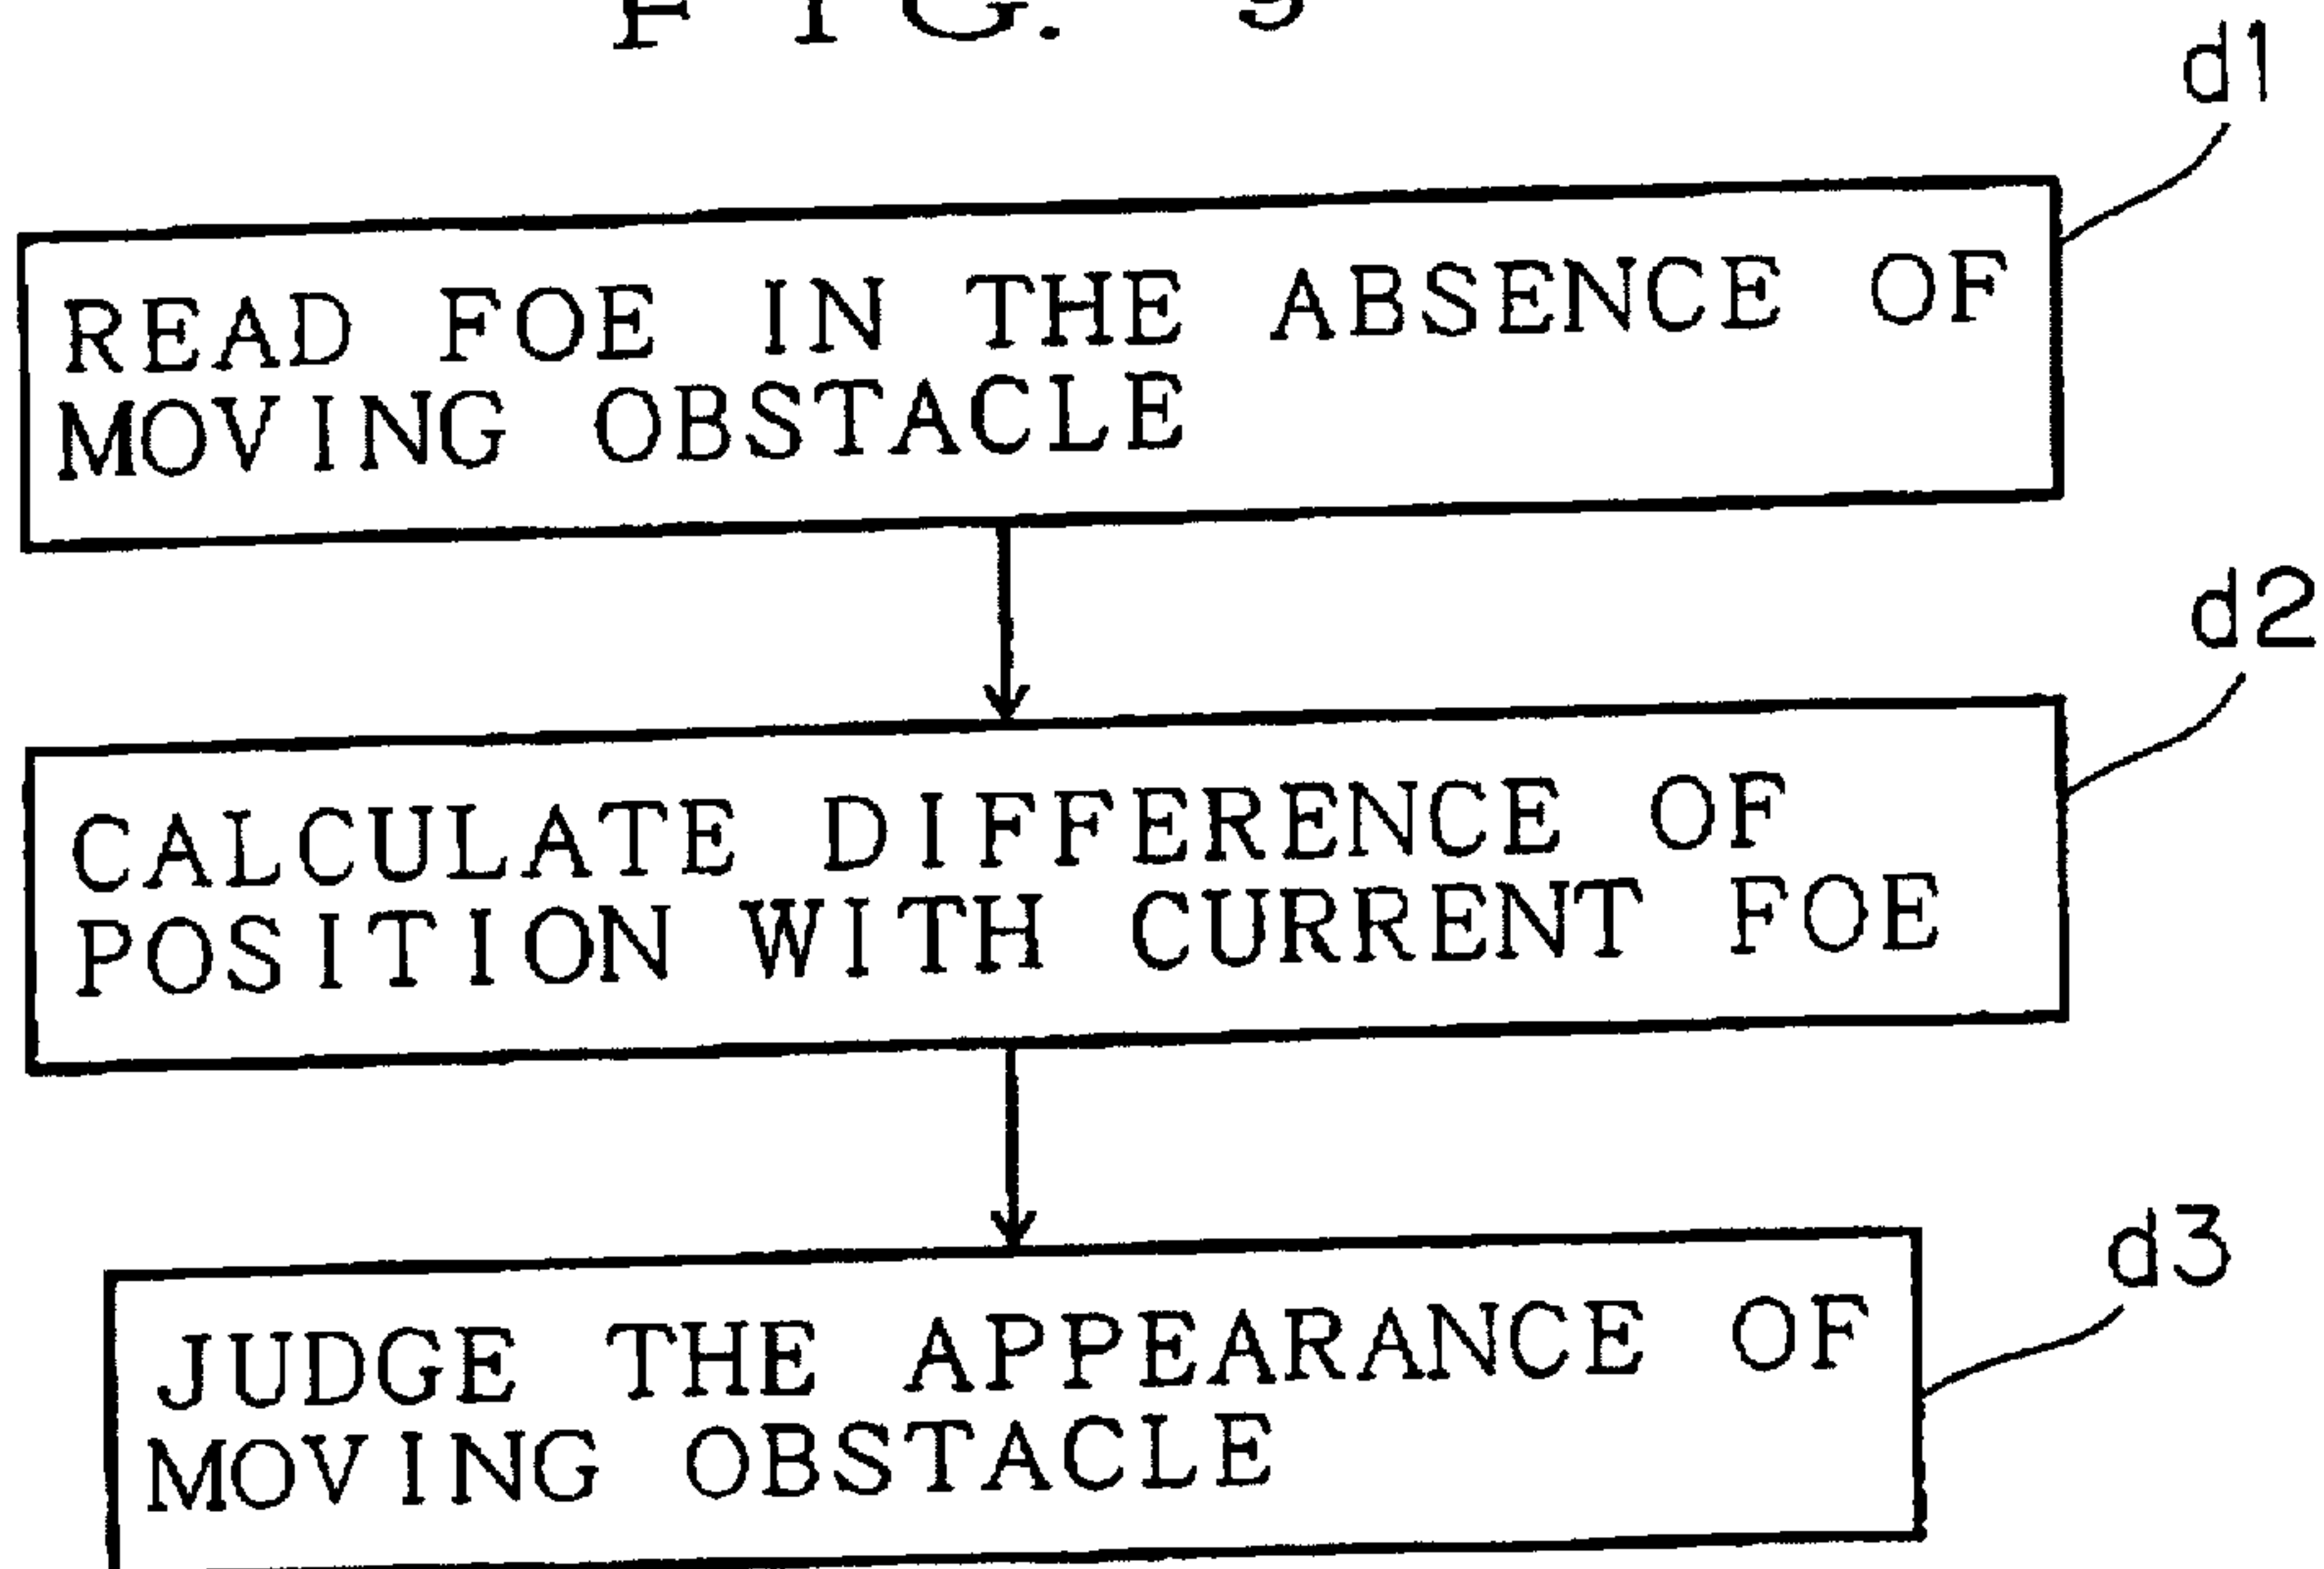 FIG.
d1
READ FOE IN THE ABSENCE OF
MOVING OBSTACLE
d2
CALCULATE DIFFERENCE OF
POSITION WITH CURRENT FOE
d3
JUDGE THE APPEARANCE OF
MOVING OBSTACLE